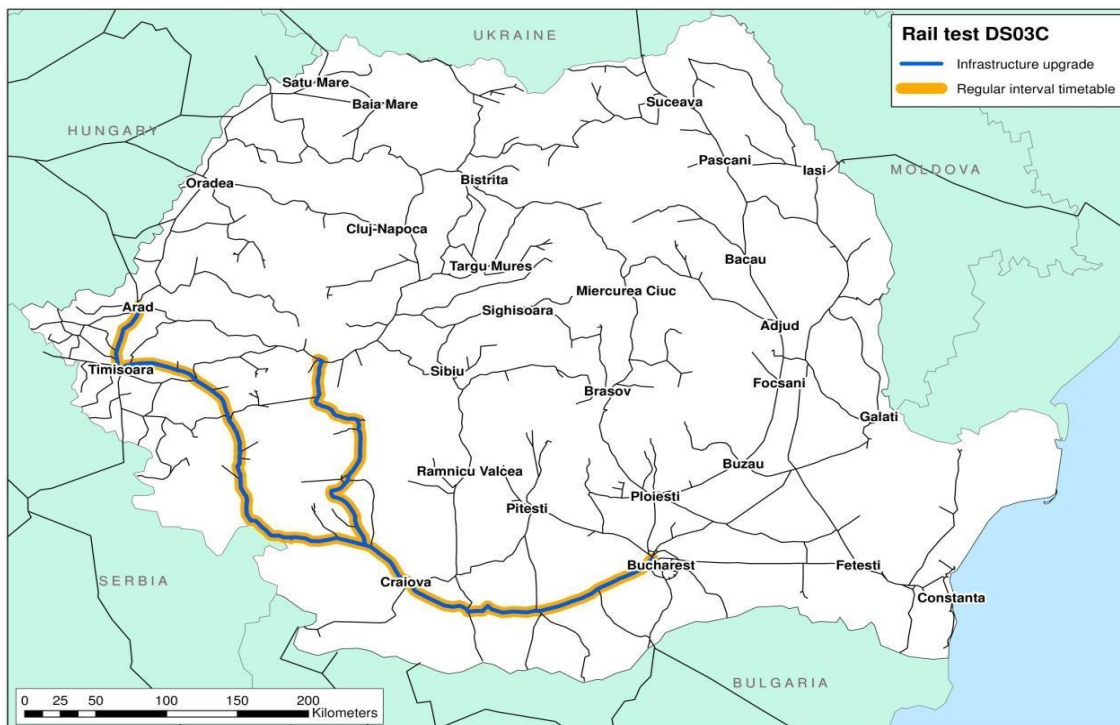 UKRAINE
Rail test DS03C
Infrastructure upgrade
Regular interval timetable
Satu Mare
Baia Mare
Suceava
HUNGARY
Pascani
Iasi
MOLDOVA
Oradea
Bistrita
Cluj-Napoca
Targu Mures
Bacau
Miercurea Ciuc
Arad
Sighisoara
Adjud
Timisoara
Sibiu
Focsani
Brasov
Galati
Ramnicu Valcea
Buzau
Pitesti
Ploiesti
SERBIA
Craiova
Bucharest
Fetesti
Constanta
BULGARIA
0 25 50 100 150 200
Kilometers